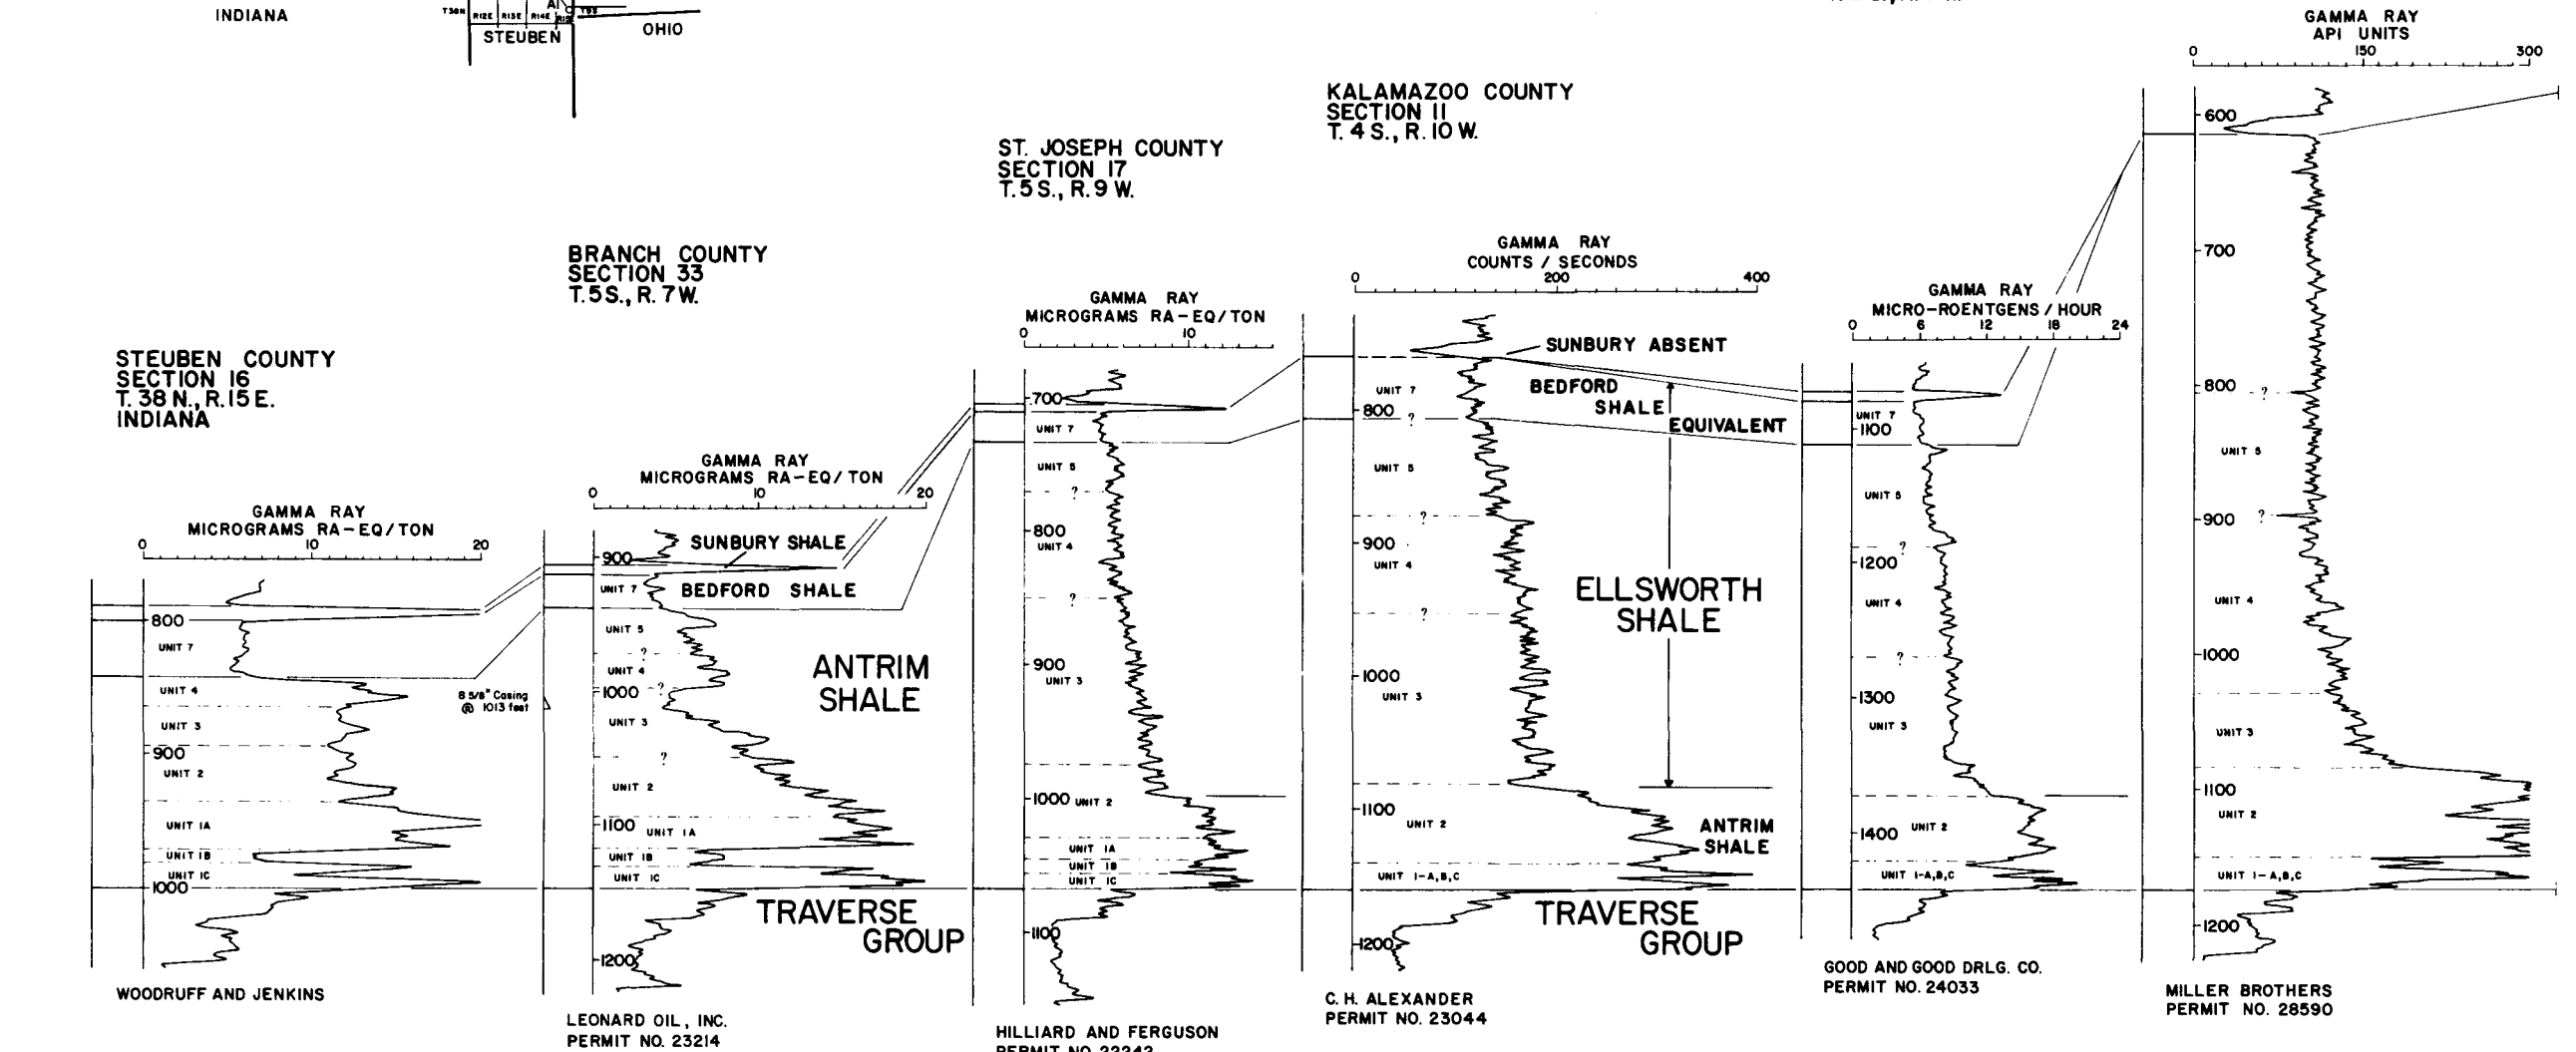 INDIANA
T38N
R12E
R13E
R14E
R15E
STEUBEN
OHIO
STEUBEN COUNTY
SECTION 16
T. 38 N., R. 15 E.
INDIANA
GAMMA RAY
MICROGRAMS RA-EQ/TON
0 10 20
800
UNIT 7
UNIT 4
UNIT 3
900
UNIT 2
UNIT 1A
UNIT 1B
UNIT 1C
1000
WOODRUFF AND JENKINS
BRANCH COUNTY
SECTION 33
T. 5 S., R. 7 W.
GAMMA RAY
MICROGRAMS RA-EQ/TON
0 10 20
900
SUNBURY SHALE
UNIT 7
BEDFORD SHALE
UNIT 5
?
UNIT 4
1000 ?
8 5/8" Casing
@ 1013 feet
UNIT 3
?
UNIT 2
ANTRIM
SHALE
1100
UNIT 1A
UNIT 1B
UNIT 1C
TRAVERSE
GROUP
1200
LEONARD OIL, INC.
PERMIT NO. 23214
ST. JOSEPH COUNTY
SECTION 17
T. 5 S., R. 9 W.
GAMMA RAY
MICROGRAMS RA-EQ/TON
0 10
700
UNIT 7
UNIT 5
?
800
UNIT 4
?
900
UNIT 3
1000 UNIT 2
UNIT 1A
UNIT 1B
UNIT 1C
1100
HILLIARD AND FERGUSON
KALAMAZOO COUNTY
SECTION 11
T. 4 S., R. 10 W.
GAMMA RAY
COUNTS / SECONDS
0 200 400
SUNBURY ABSENT
UNIT 7
BEDFORD
SHALE
EQUIVALENT
800
?
UNIT 5
?
900
UNIT 4
?
ELLSWORTH
SHALE
1000
UNIT 3
1100
UNIT 2
ANTRIM
SHALE
UNIT 1-A,B,C
TRAVERSE
GROUP
1200
C. H. ALEXANDER
PERMIT NO. 23044
GAMMA RAY
MICRO-ROENTGENS / HOUR
0 6 12 18 24
UNIT 7
1100
UNIT 5
?
1200
UNIT 4
?
1300
UNIT 3
1400
UNIT 2
UNIT 1-A,B,C
GOOD AND GOOD DRLG. CO.
PERMIT NO. 24033
GAMMA RAY
API UNITS
0 150 300
600
700
800
?
UNIT 5
900
?
UNIT 4
1000
UNIT 3
1100
UNIT 2
UNIT 1-A,B,C
1200
MILLER BROTHERS
PERMIT NO. 28590